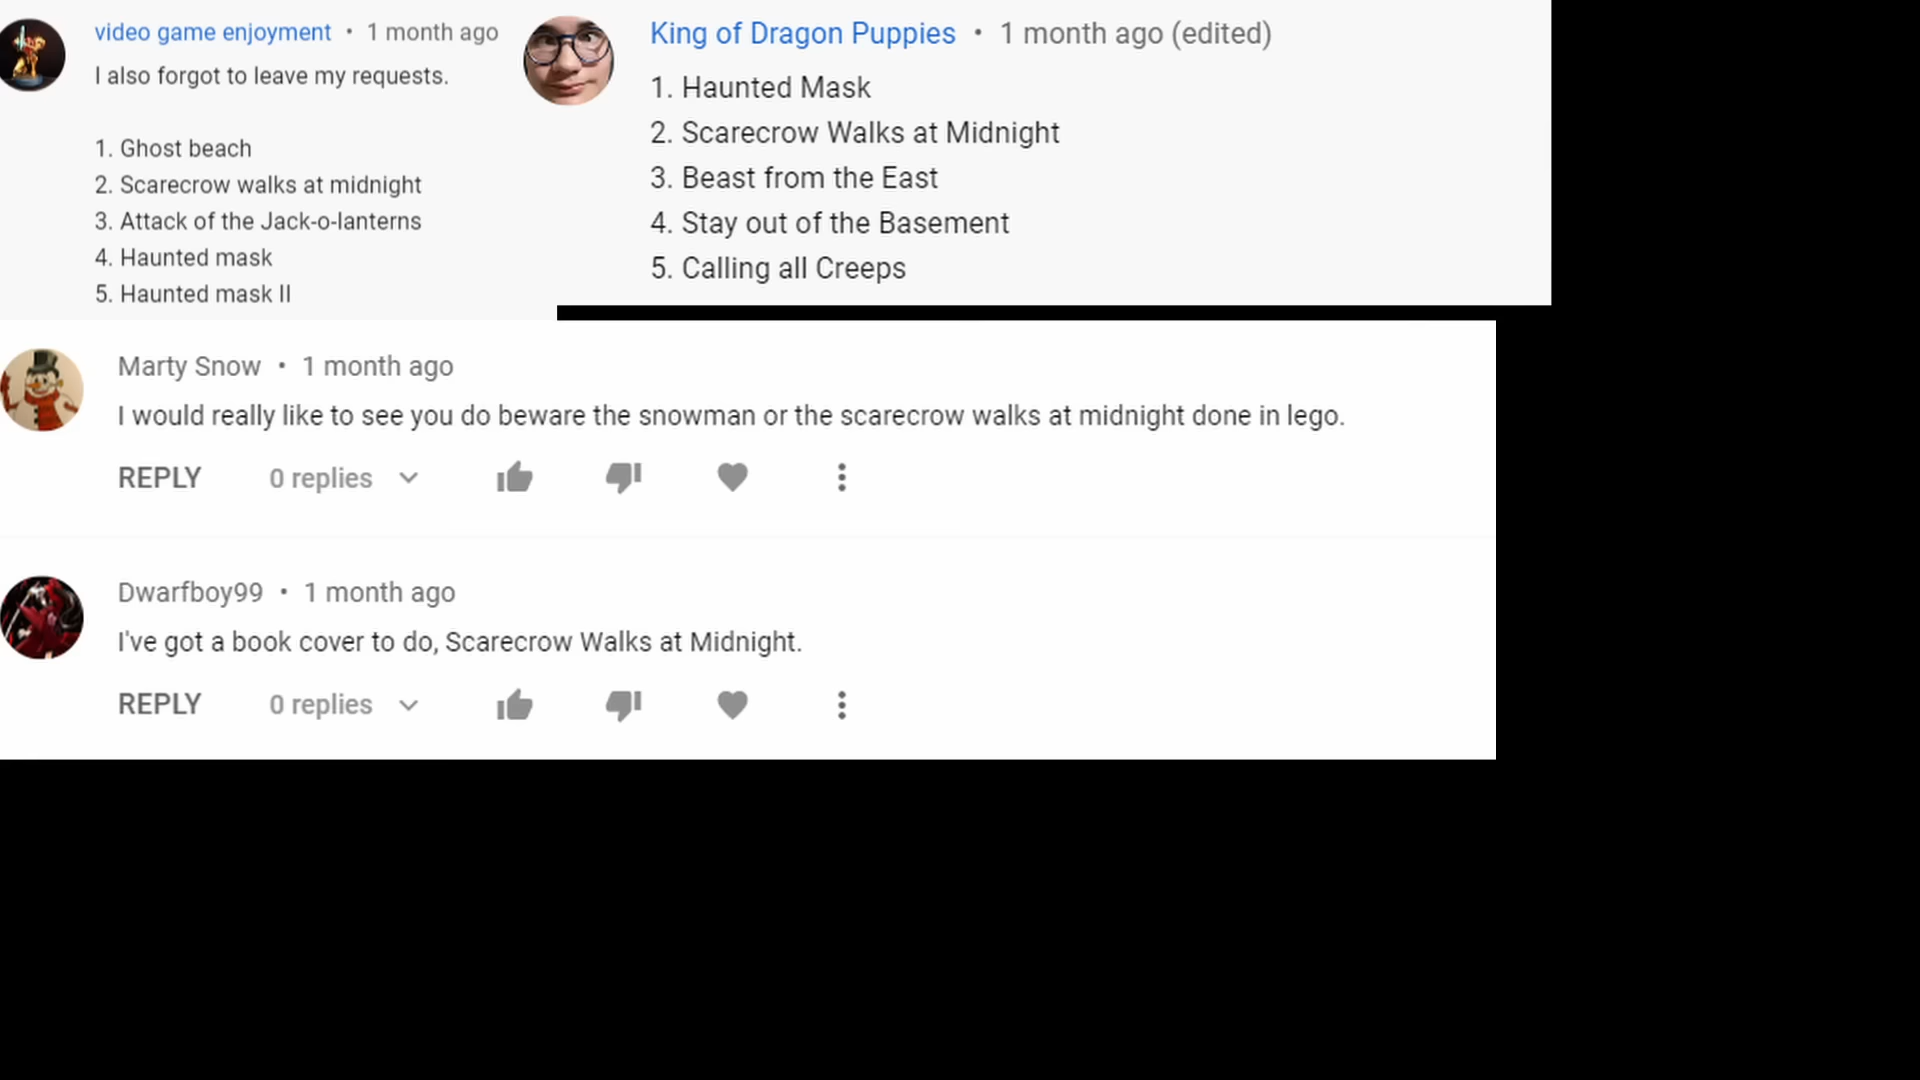 video game enjoyment • 1 month ago
I also forgot to leave my requests.
1. Ghost beach
2. Scarecrow walks at midnight
3. Attack of the Jack-o-lanterns
4. Haunted mask
5. Haunted mask II
King of Dragon Puppies • 1 month ago (edited)
1. Haunted Mask
2. Scarecrow Walks at Midnight
3. Beast from the East
4. Stay out of the Basement
5. Calling all Creeps
Marty Snow • 1 month ago
I would really like to see you do beware the snowman or the scarecrow walks at midnight done in lego.
REPLY 0 replies
Dwarfboy99 • 1 month ago
I've got a book cover to do, Scarecrow Walks at Midnight.
REPLY 0 replies